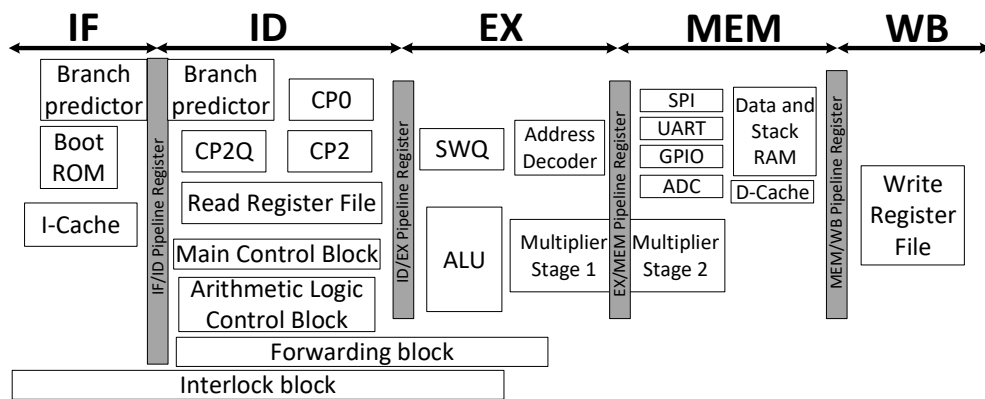 IF
ID
EX
MEM
WB
Branch
predictor
Boot
ROM
I-Cache
IF/ID Pipeline Register
Branch
predictor
CP0
CP2Q
CP2
Read Register File
Main Control Block
Arithmetic Logic
Control Block
ID/EX Pipeline Register
SWQ
Address
Decoder
ALU
Multiplier
Stage 1
EX/MEM Pipeline Register
SPI
UART
GPIO
ADC
Data and
Stack
RAM
D-Cache
Multiplier
Stage 2
MEM/WB Pipeline Register
Write
Register
File
Forwarding block
Interlock block